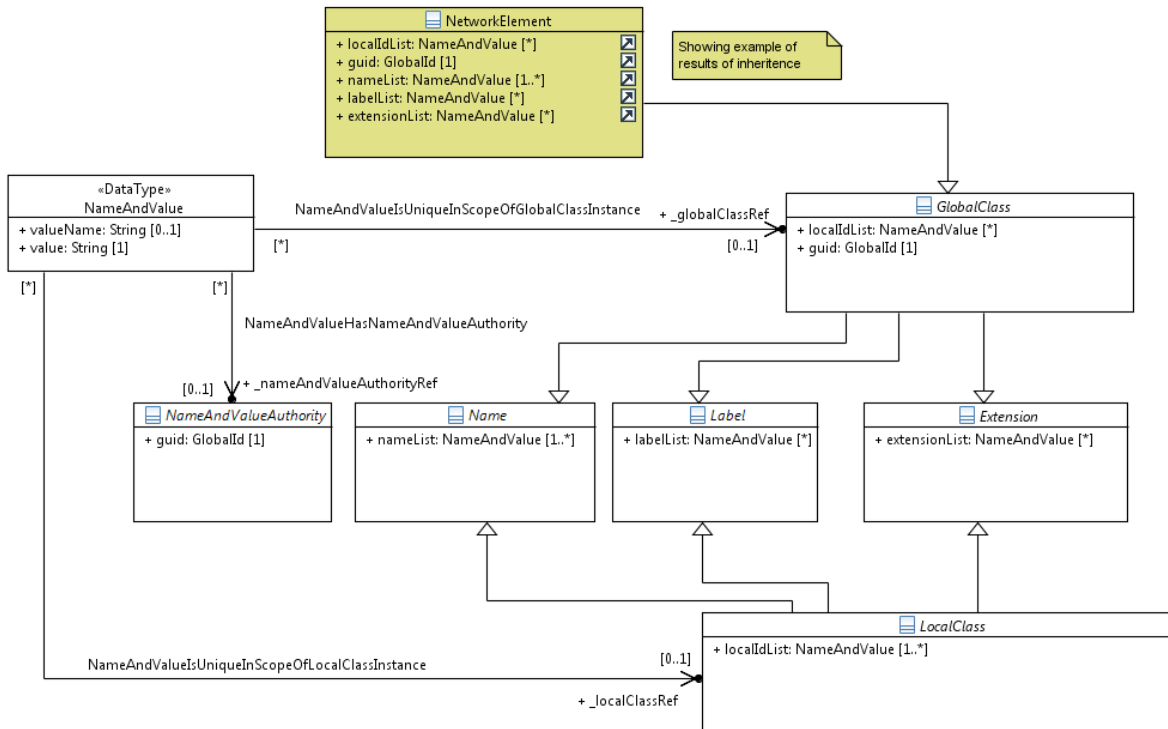 NetworkElement
+ localIdList: NameAndValue [*]
+ guid: GlobalId [1]
+ nameList: NameAndValue [1..*]
+ labelList: NameAndValue [*]
+ extensionList: NameAndValue [*]
Showing example of
results of inheritence
«DataType»
NameAndValue
+ valueName: String [0..1]
+ value: String [1]
NameAndValueIsUniqueInScopeOfGlobalClassInstance
+ _globalClassRef
[*]
[0..1]
GlobalClass
+ localIdList: NameAndValue [*]
+ guid: GlobalId [1]
[*]
[*]
NameAndValueHasNameAndValueAuthority
[0..1]
+ _nameAndValueAuthorityRef
NameAndValueAuthority
+ guid: GlobalId [1]
Name
+ nameList: NameAndValue [1..*]
Label
+ labelList: NameAndValue [*]
Extension
+ extensionList: NameAndValue [*]
LocalClass
+ localIdList: NameAndValue [1..*]
NameAndValueIsUniqueInScopeOfLocalClassInstance
[0..1]
+ _localClassRef